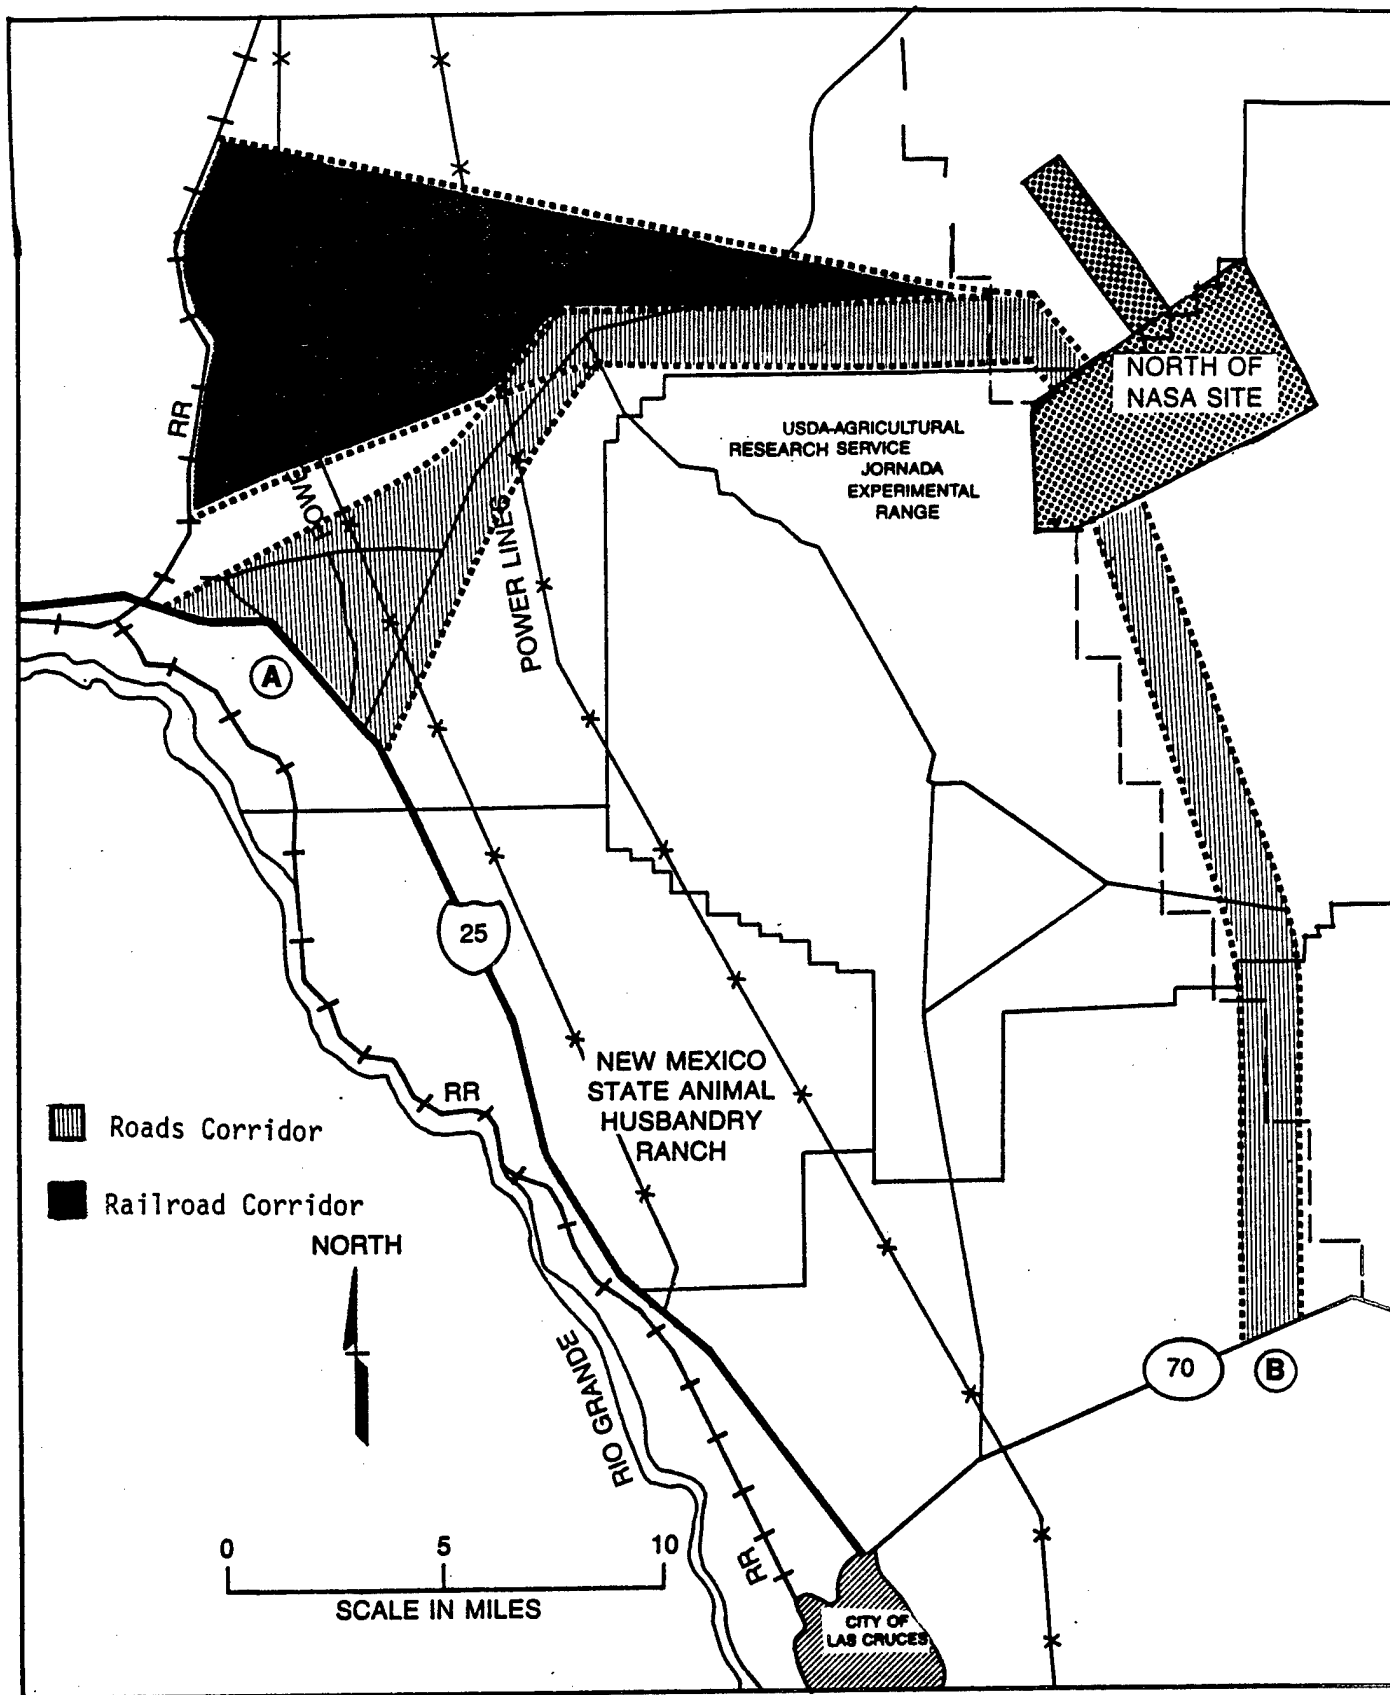 NORTH OF
NASA SITE
USDA-AGRICULTURAL
RESEARCH SERVICE
JORNADA
EXPERIMENTAL
RANGE
RR
POWE
POWER LINES
A
25
NEW MEXICO
STATE ANIMAL
HUSBANDRY
RANCH
RR
Roads Corridor
Railroad Corridor
NORTH
RIO GRANDE
70
B
0 5 10
SCALE IN MILES
RR
CITY OF
LAS CRUCES